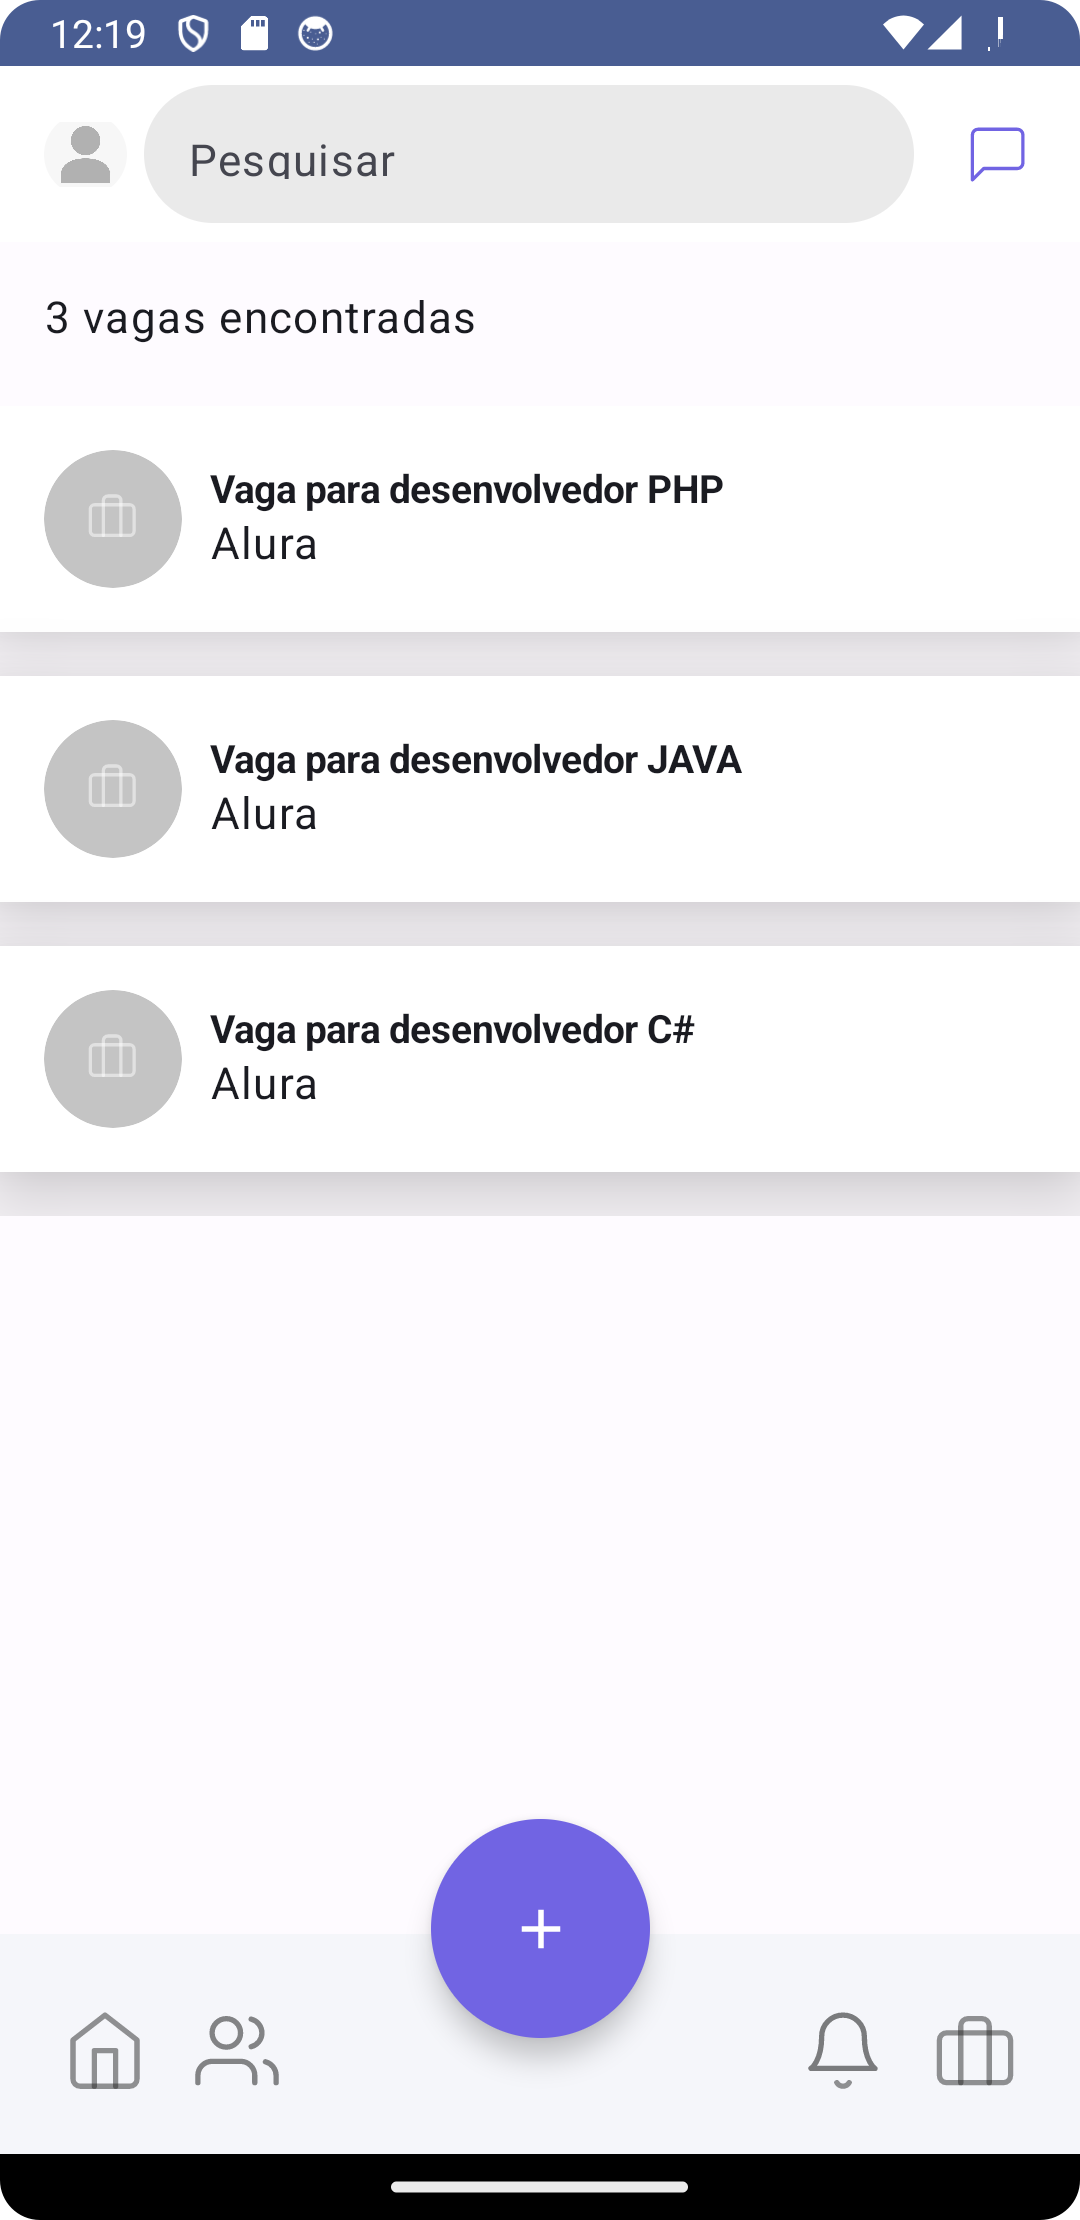 12:19
Pesquisar
3 vagas encontradas
Vaga para desenvolvedor PHP
Alura
Vaga para desenvolvedor JAVA
Alura
Vaga para desenvolvedor C#
Alura